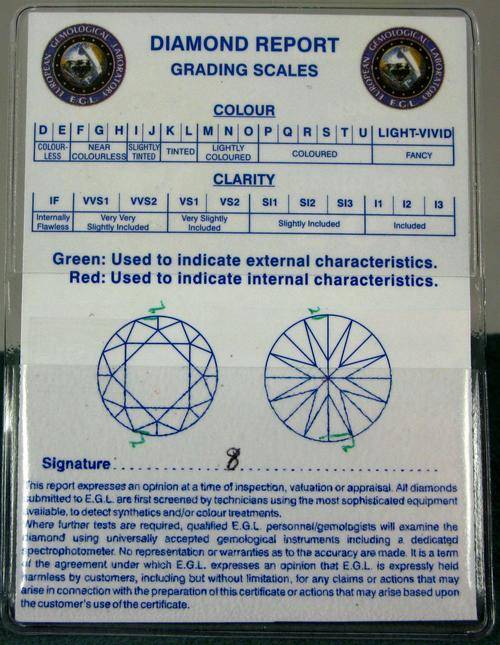 EUROPEAN GEMOLOGICAL LABORATORY
E.G.L.
DIAMOND REPORT
GRADING SCALES
EUROPEAN GEMOLOGICAL LABORATORY
E.G.L.
COLOUR
D E F G H I J K L M N O P Q R S T U LIGHT-VIVID
COLOUR-LESS NEAR COLOURLESS SLIGHTLY TINTED TINTED LIGHTLY COLOURED COLOURED FANCY
CLARITY
IF VVS1 VVS2 VS1 VS2 SI1 SI2 SI3 I1 I2 I3
Internally Flawless Very Very Slightly Included Very Slightly Included Slightly Included Included
Green: Used to indicate external characteristics.
Red: Used to indicate internal characteristics.
Signature 8
This report expresses an opinion at a time of inspection, valuation or appraisal. All diamonds
submitted to E.G.L. are first screened by technicians using the most sophisticated equipment
available, to detect synthetics and/or colour treatments.
Where further tests are required, qualified E.G.L. personnel/gemologists will examine the
diamond using universally accepted gemological instruments including a dedicated
spectrophotometer. No representation or warranties as to the accuracy are made. It is a term
of the agreement under which E.G.L. expresses an opinion that E.G.L. is expressly held
harmless by customers, including but without limitation, for any claims or actions that may
arise in connection with the preparation of this certificate or actions that may arise based upon
the customer's use of the certificate.